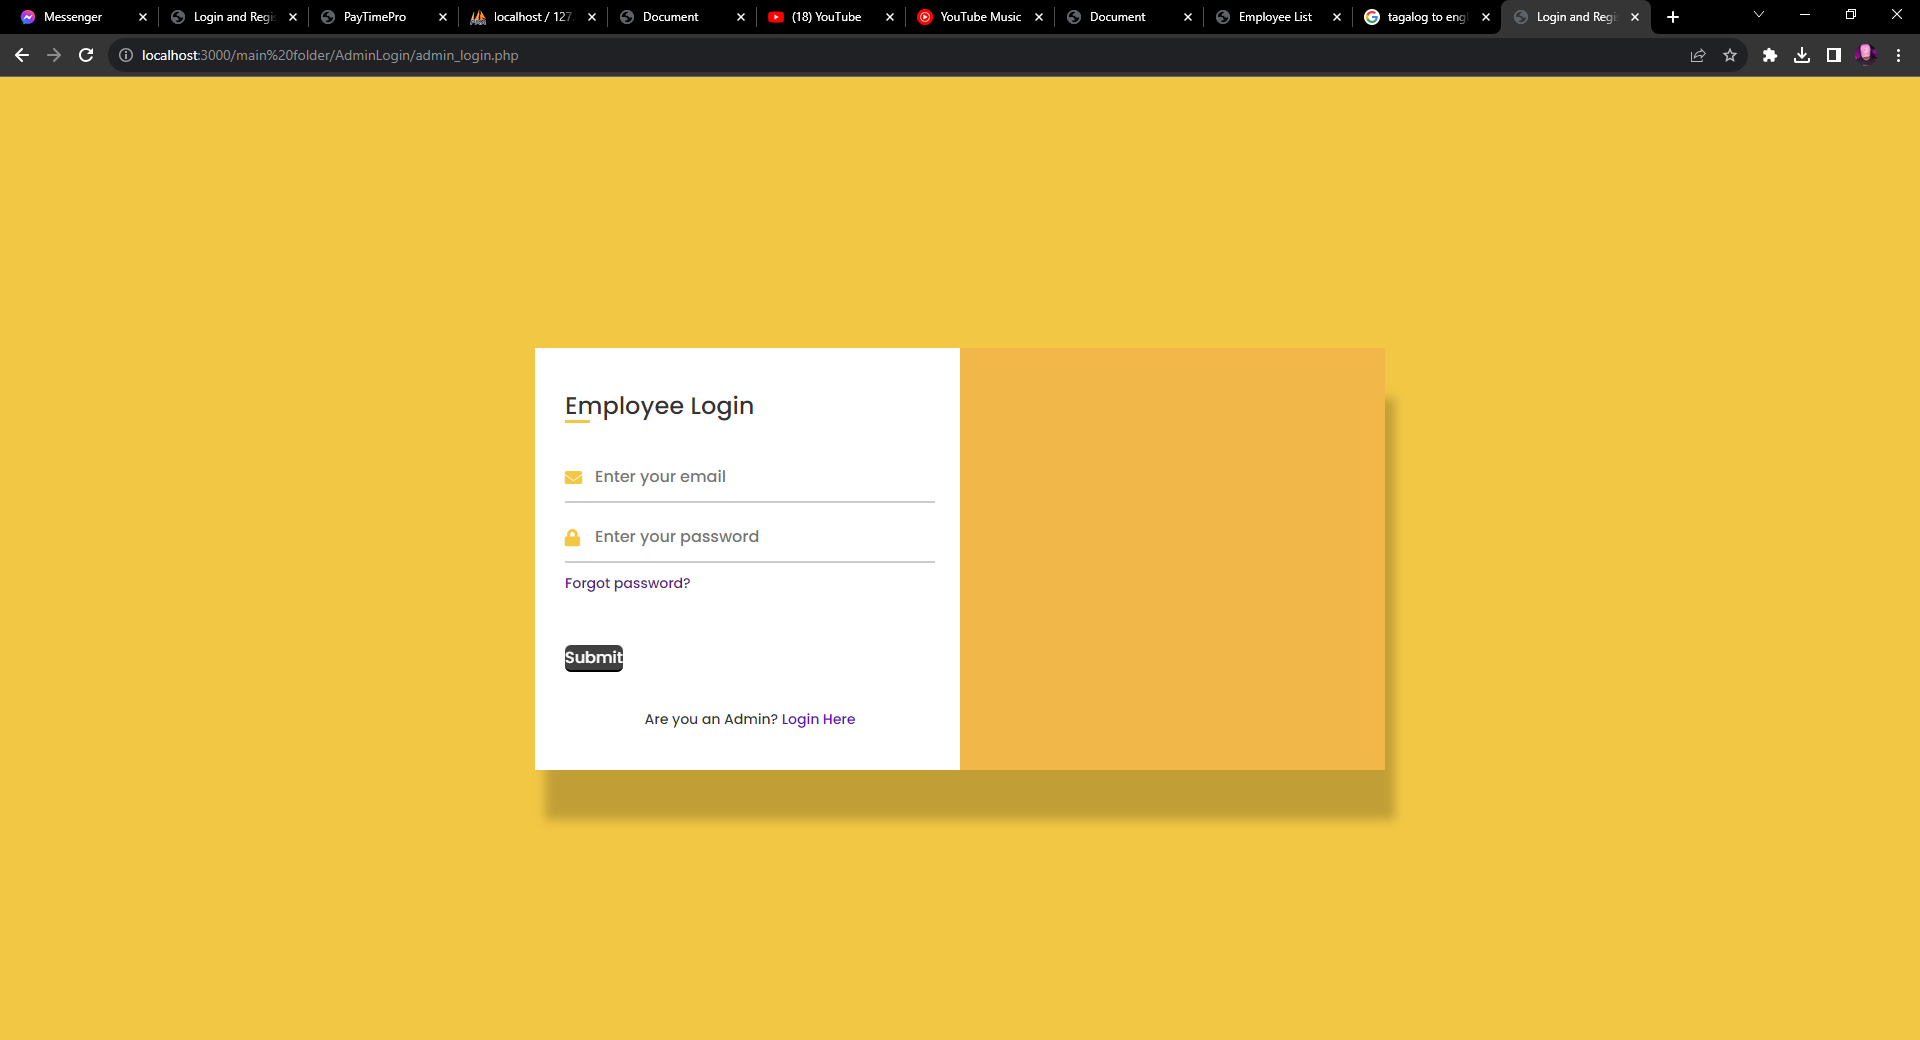 Messenger
Login and Regis
PayTimePro
localhost / 127.
Document
(18) YouTube
YouTube Music
Document
Employee List
tagalog to engl
Login and Regis
localhost:3000/main%20folder/AdminLogin/admin_login.php
Employee Login
Enter your email
Enter your password
Forgot password?
Submit
Are you an Admin? Login Here